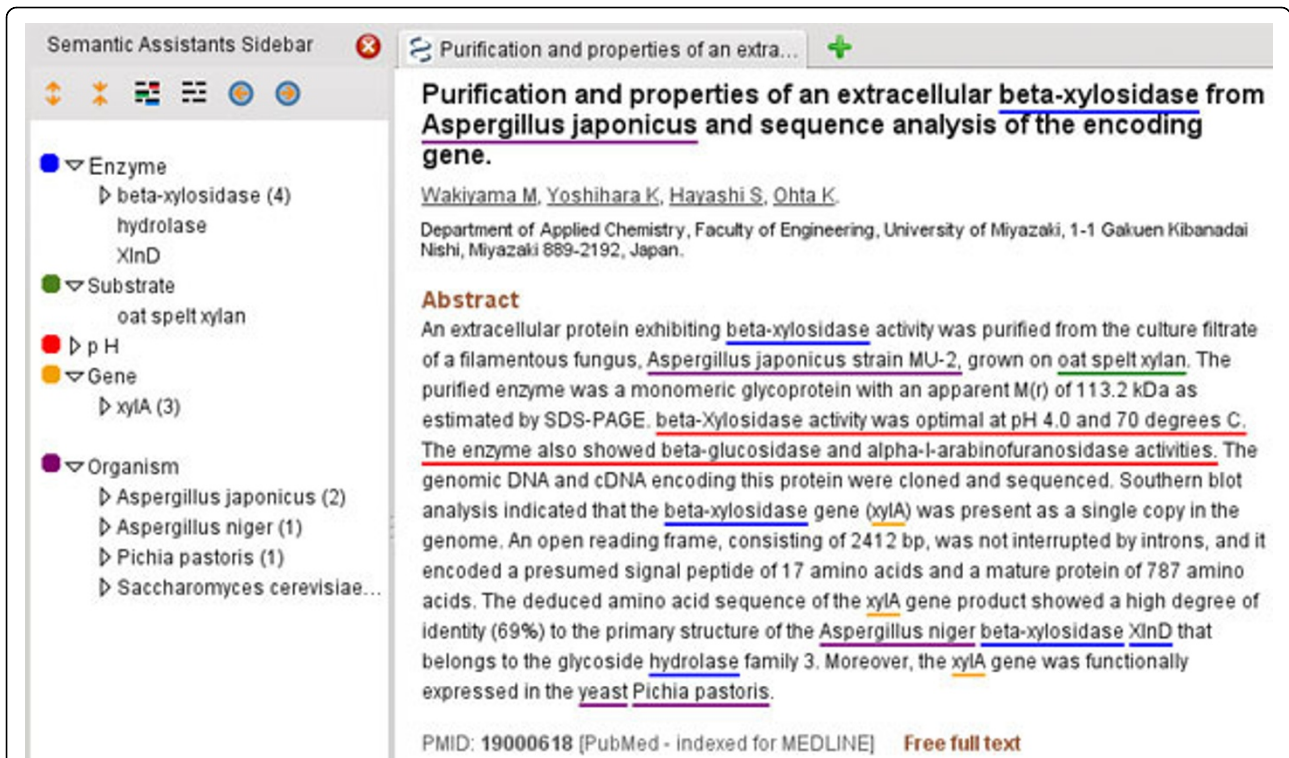 Semantic Assistants Sidebar
Enzyme
beta-xylosidase (4)
hydrolase
XlnD
Substrate
oat spelt xylan
pH
Gene
xylA (3)
Organism
Aspergillus japonicus (2)
Aspergillus niger (1)
Pichia pastoris (1)
Saccharomyces cerevisiae...
Purification and properties of an extra...
Purification and properties of an extracellular beta-xylosidase from
Aspergillus japonicus and sequence analysis of the encoding
gene.
Wakiyama M, Yoshihara K, Hayashi S, Ohta K.
Department of Applied Chemistry, Faculty of Engineering, University of Miyazaki, 1-1 Gakuen Kibanadai
Nishi, Miyazaki 889-2192, Japan.
Abstract
An extracellular protein exhibiting beta-xylosidase activity was purified from the culture filtrate
of a filamentous fungus, Aspergillus japonicus strain MU-2, grown on oat spelt xylan. The
purified enzyme was a monomeric glycoprotein with an apparent M(r) of 113.2 kDa as
estimated by SDS-PAGE. beta-Xylosidase activity was optimal at pH 4.0 and 70 degrees C.
The enzyme also showed beta-glucosidase and alpha-l-arabinofuranosidase activities. The
genomic DNA and cDNA encoding this protein were cloned and sequenced. Southern blot
analysis indicated that the beta-xylosidase gene (xylA) was present as a single copy in the
genome. An open reading frame, consisting of 2412 bp, was not interrupted by introns, and it
encoded a presumed signal peptide of 17 amino acids and a mature protein of 787 amino
acids. The deduced amino acid sequence of the xylA gene product showed a high degree of
identity (69%) to the primary structure of the Aspergillus niger beta-xylosidase XlnD that
belongs to the glycoside hydrolase family 3. Moreover, the xylA gene was functionally
expressed in the yeast Pichia pastoris.
PMID: 19000618 [PubMed - indexed for MEDLINE] Free full text